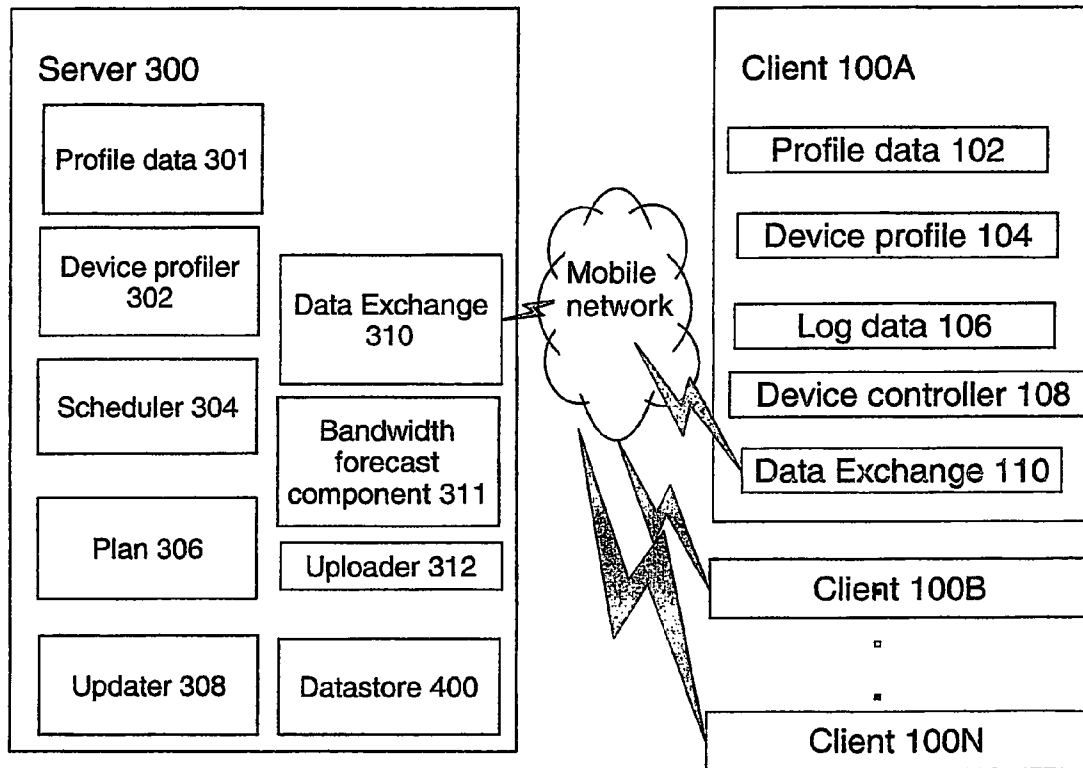 Server 300
Profile data 301
Device profiler
302
Scheduler 304
Plan 306
Updater 308
Data Exchange
310
Bandwidth
forecast
component 311
Uploader 312
Datastore 400
Mobile
network
Client 100A
Profile data 102
Device profile 104
Log data 106
Device controller 108
Data Exchange 110
Client 100B
Client 100N